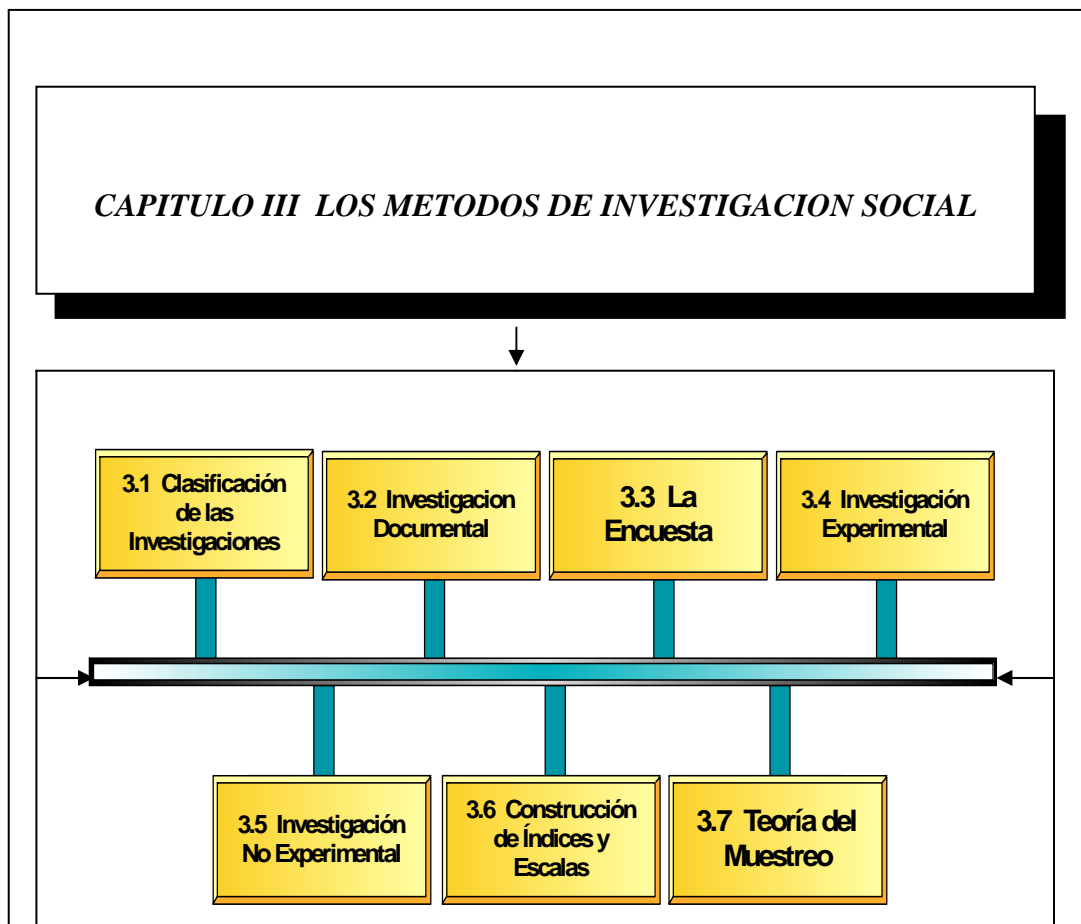 CAPITULO III LOS METODOS DE INVESTIGACION SOCIAL
3.1 Clasificación
de las
Investigaciones
3.2 Investigacion
Documental
3.3 La
Encuesta
3.4 Investigación
Experimental
3.5 Investigación
No Experimental
3.6 Construcción
de Índices y
Escalas
3.7 Teoría del
Muestreo